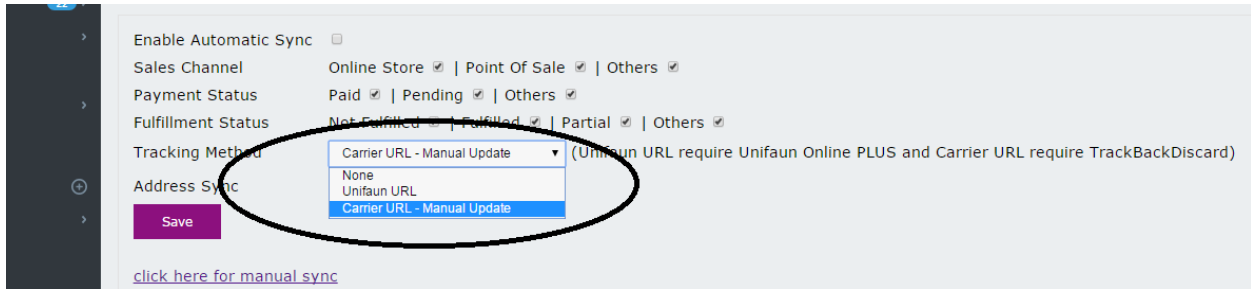 22
Enable Automatic Sync
Sales Channel Online Store | Point Of Sale | Others
Payment Status Paid | Pending | Others
Fulfillment Status Not Fulfilled | Fulfilled | Partial | Others
Tracking Method Carrier URL - Manual Update (Unifaun URL require Unifaun Online PLUS and Carrier URL require TrackBackDiscard)
None
Address Sync Unifaun URL
Carrier URL - Manual Update
Save
click here for manual sync